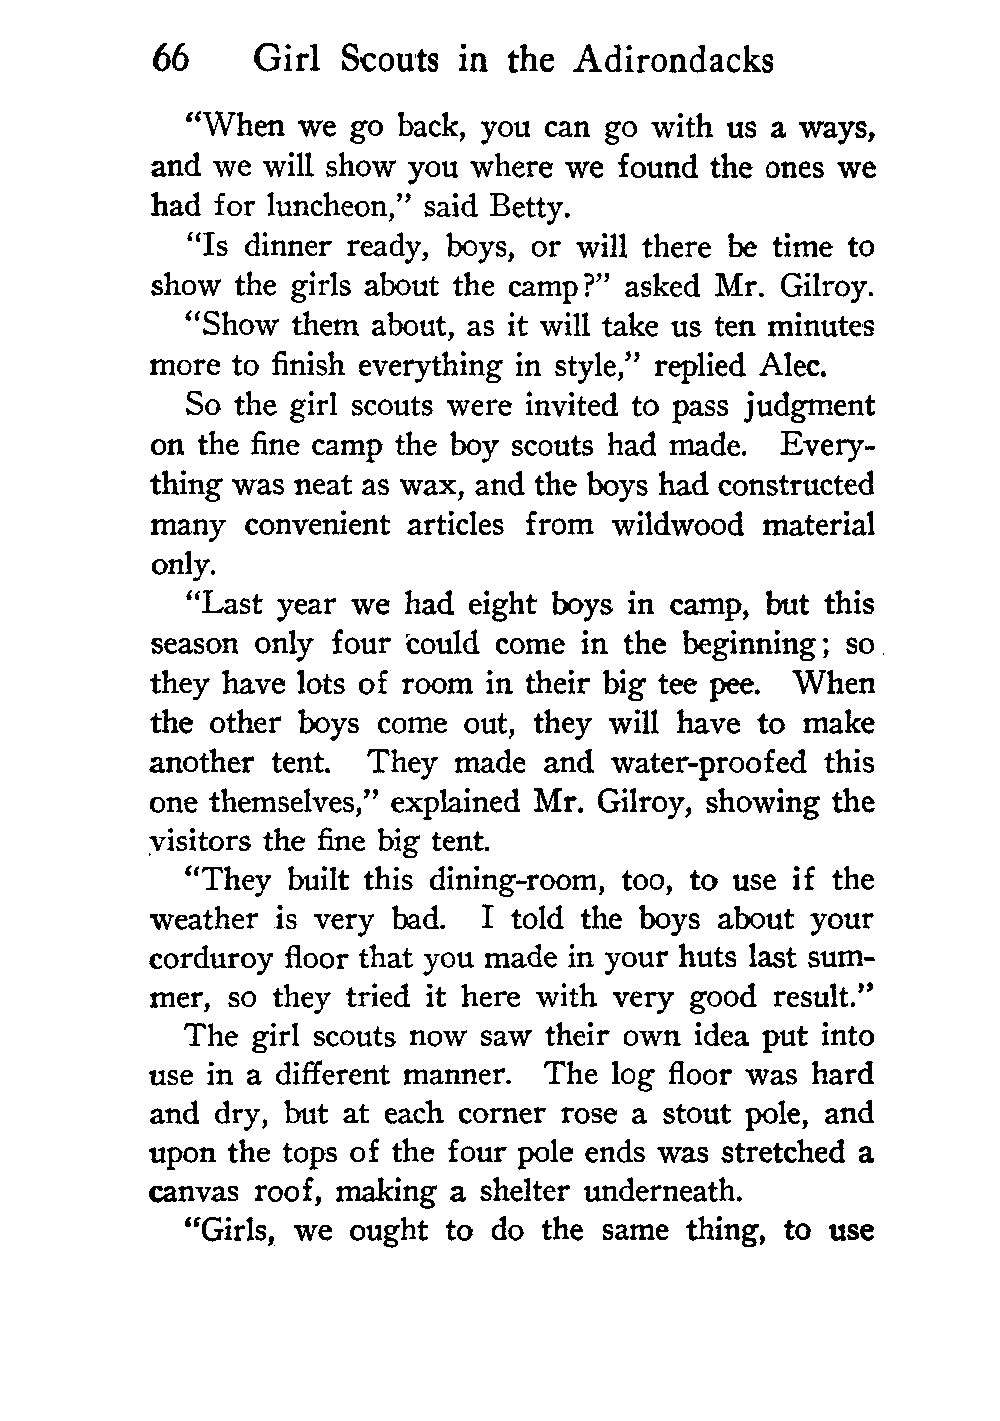 66 Girl Scouts in the Adirondacks
“When we go back, you can go with us a ways,
and we will show you where we found the ones we
had for luncheon,” said Betty.
“Is dinner ready, boys, or will there be time to
show the girls about the camp?” asked Mr. Gilroy.
“Show them about, as it will take us ten minutes
more to finish everything in style,” replied Alec.
So the girl scouts were invited to pass judgment
on the fine camp the boy scouts had made. Every-
thing was neat as wax, and the boys had constructed
many convenient articles from wildwood material
only.
“Last year we had eight boys in camp, but this
season only four could come in the beginning; so
they have lots of room in their big tee pee. When
the other boys come out, they will have to make
another tent. They made and water-proofed this
one themselves,” explained Mr. Gilroy, showing the
visitors the fine big tent.
“They built this dining-room, too, to use if the
weather is very bad. I told the boys about your
corduroy floor that you made in your huts last sum-
mer, so they tried it here with very good result.”
The girl scouts now saw their own idea put into
use in a different manner. The log floor was hard
and dry, but at each corner rose a stout pole, and
upon the tops of the four pole ends was stretched a
canvas roof, making a shelter underneath.
“Girls, we ought to do the same thing, to use